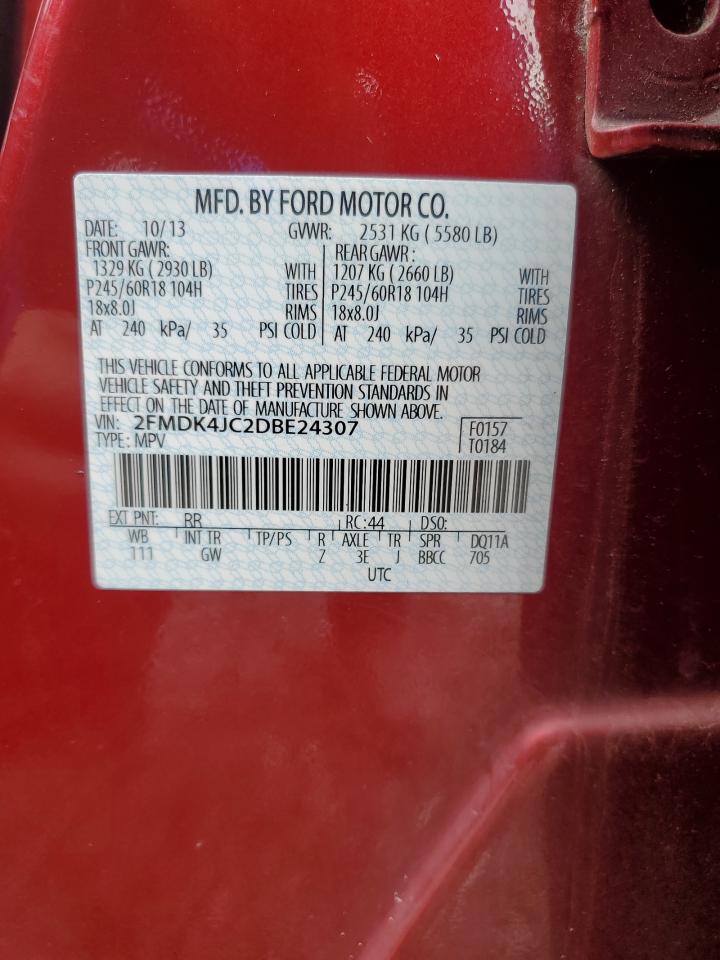 MFD. BY FORD MOTOR CO.
DATE: 10/13 GVWR: 2531 KG ( 5580 LB)
FRONT GAWR: REAR GAWR :
1329 KG ( 2930 LB) WITH 1207 KG ( 2660 LB) WITH
P245/60R18 104H TIRES P245/60R18 104H TIRES
18x8.0J RIMS 18x8.0J RIMS
AT 240 kPa/ 35 PSI COLD AT 240 kPa/ 35 PSI COLD
THIS VEHICLE CONFORMS TO ALL APPLICABLE FEDERAL MOTOR
VEHICLE SAFETY AND THEFT PREVENTION STANDARDS IN
EFFECT ON THE DATE OF MANUFACTURE SHOWN ABOVE.
VIN: 2FMDK4JC2DBE24307 F0157
TYPE: MPV T0184
EXT PNT: RR RC: 44 DSO:
WB INT TR TP/PS R AXLE TR SPR DQ11A
111 GW Z 3E J BBCC 705
UTC